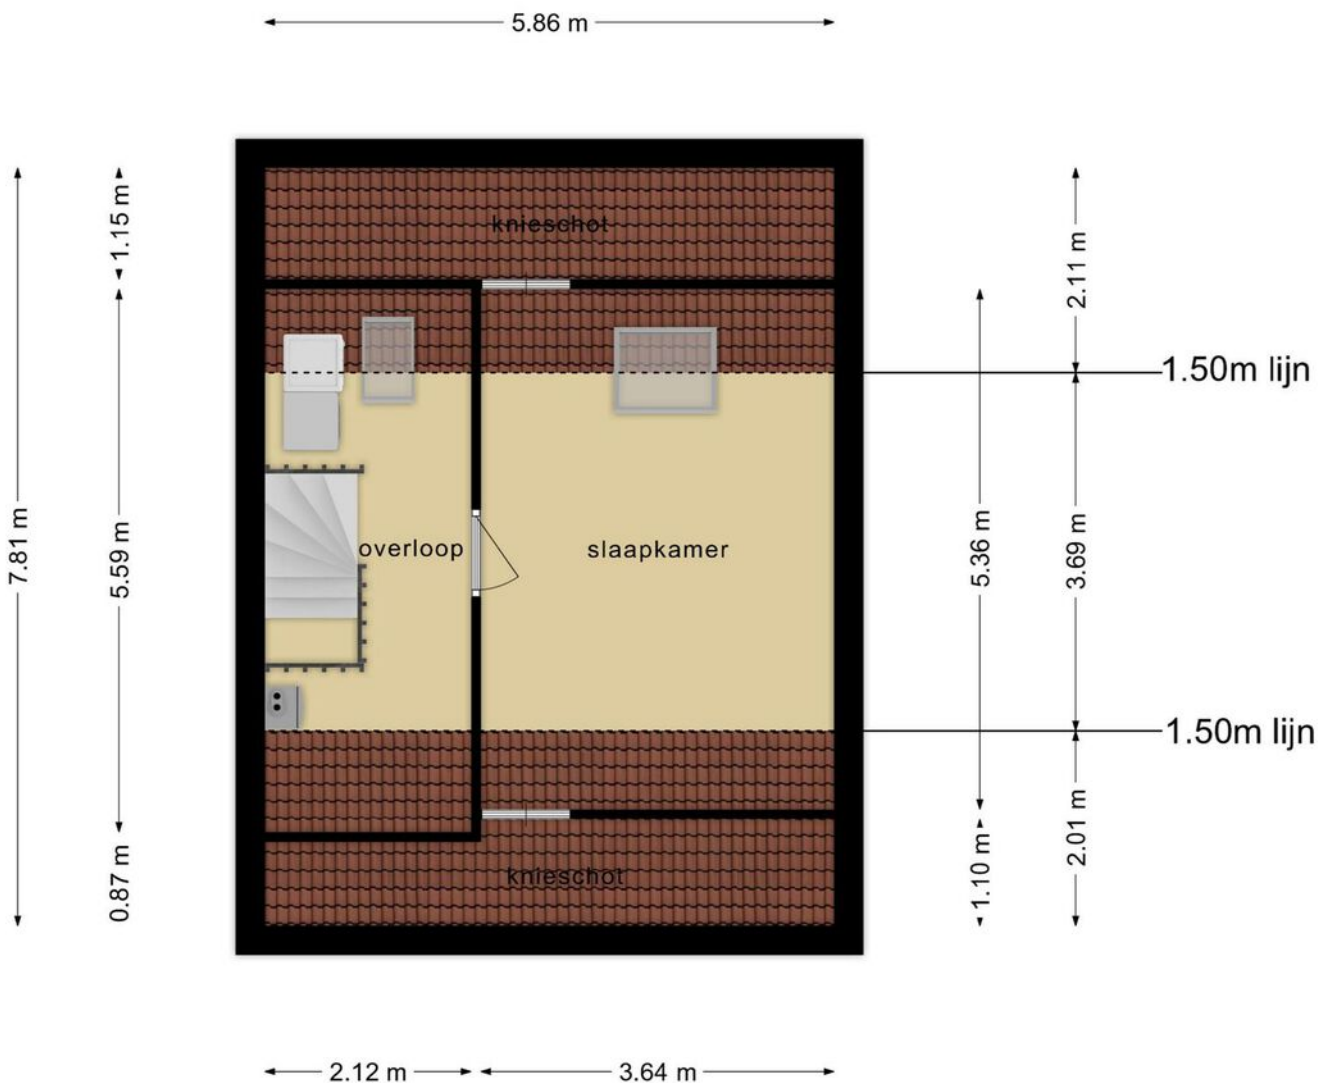 5.86 m
1.15 m
knieschot
2.11 m
1.50m lijn
7.81 m
5.59 m
overloop
slaapkamer
5.36 m
3.69 m
1.50m lijn
0.87 m
knieschot
1.10 m
2.01 m
2.12 m
3.64 m